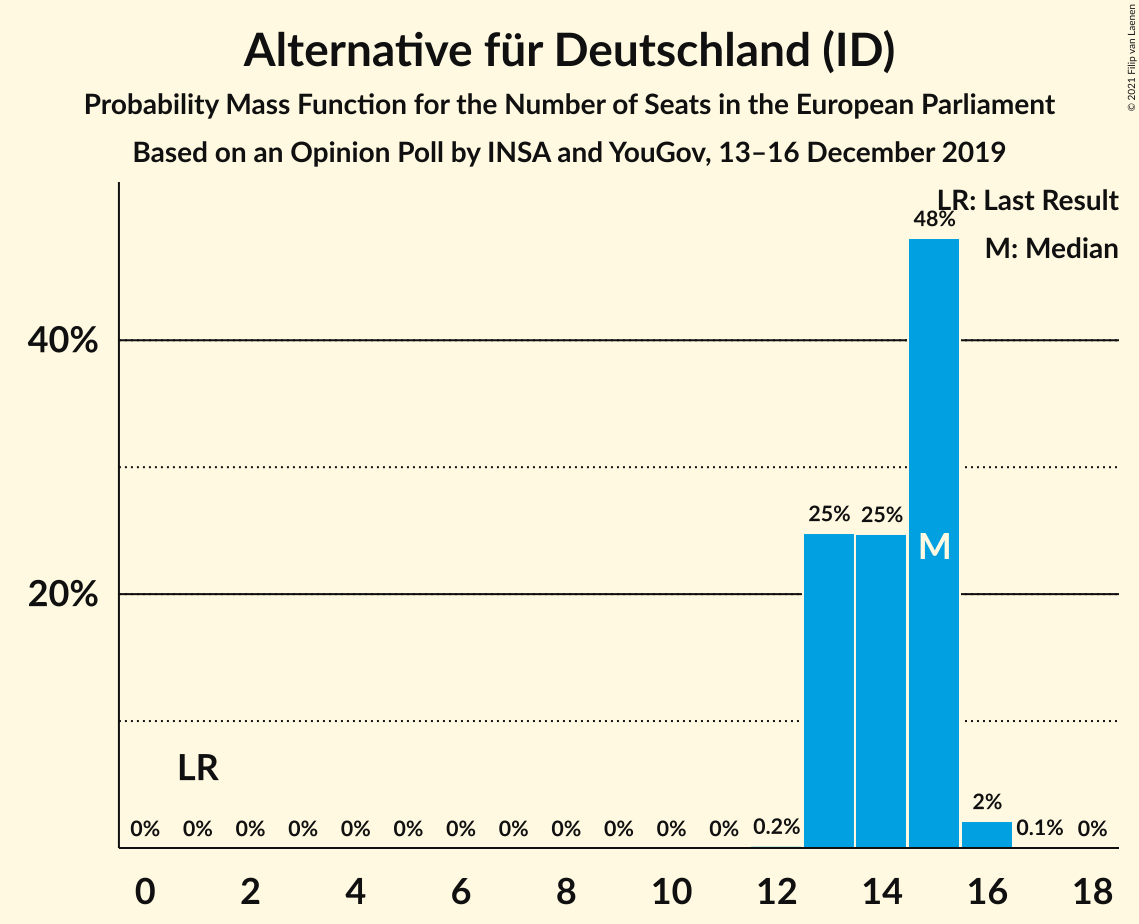 Alternative für Deutschland (ID)
Probability Mass Function for the Number of Seats in the European Parliament
Based on an Opinion Poll by INSA and YouGov, 13–16 December 2019
© 2021 Filip van Laenen
LR: Last Result
48%
M: Median
40%
25% 25%
M
20%
LR
0% 0% 0% 0% 0% 0% 0% 0% 0% 0% 0% 0% 0.2% 2% 0.1% 0%
0 2 4 6 8 10 12 14 16 18